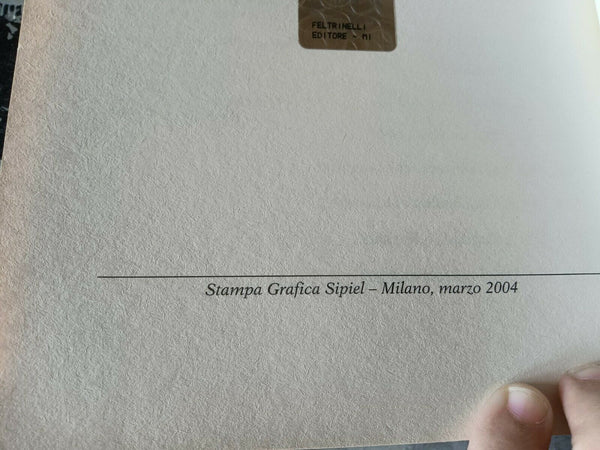 FELTRINELLI
EDITORE - MI
Stampa Grafica Sipiel – Milano, marzo 2004